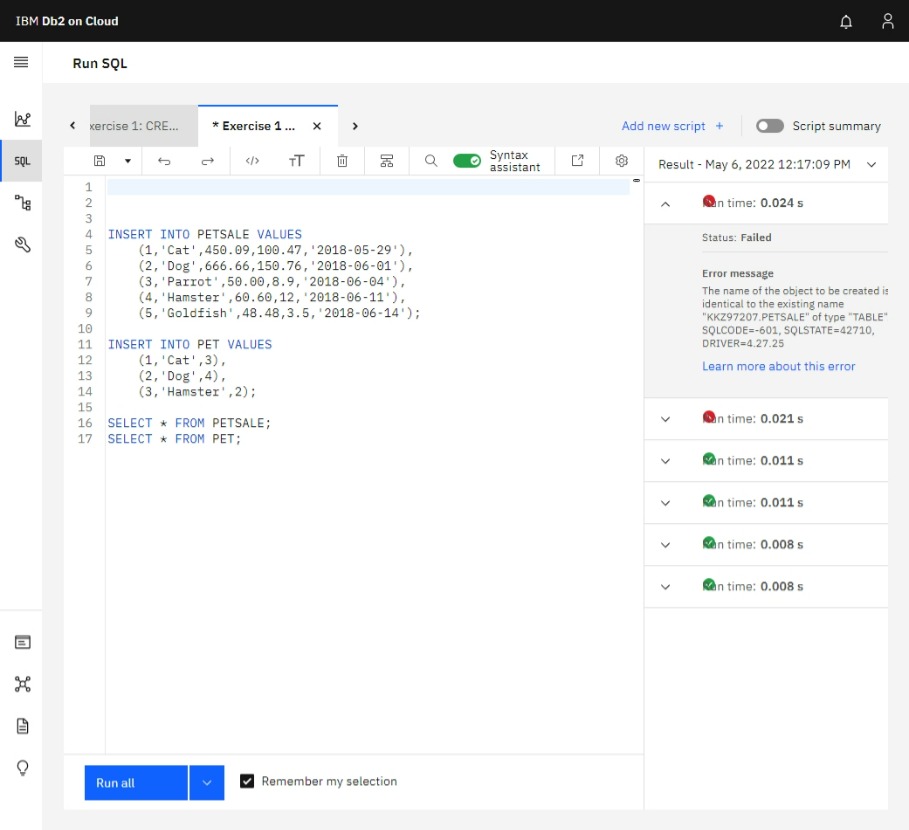 IBM Db2 on Cloud
Run SQL
xercise 1: CRE...
* Exercise 1 ...
Add new script +
Script summary
SQL
Syntax assistant
Result - May 6, 2022 12:17:09 PM
1
2
3
4 INSERT INTO PETSALE VALUES
5 (1,'Cat',450.09,100.47,'2018-05-29'),
6 (2,'Dog',666.66,150.76,'2018-06-01'),
7 (3,'Parrot',50.00,8.9,'2018-06-04'),
8 (4,'Hamster',60.60,12,'2018-06-11'),
9 (5,'Goldfish',48.48,3.5,'2018-06-14');
10
11 INSERT INTO PET VALUES
12 (1,'Cat',3),
13 (2,'Dog',4),
14 (3,'Hamster',2);
15
16 SELECT * FROM PETSALE;
17 SELECT * FROM PET;
Run all
Remember my selection
n time: 0.024 s
Status: Failed
Error message
The name of the object to be created is
identical to the existing name
"KKZ97207.PETSALE" of type "TABLE"
SQLCODE=-601, SQLSTATE=42710,
DRIVER=4.27.25
Learn more about this error
n time: 0.021 s
n time: 0.011 s
n time: 0.011 s
n time: 0.008 s
n time: 0.008 s